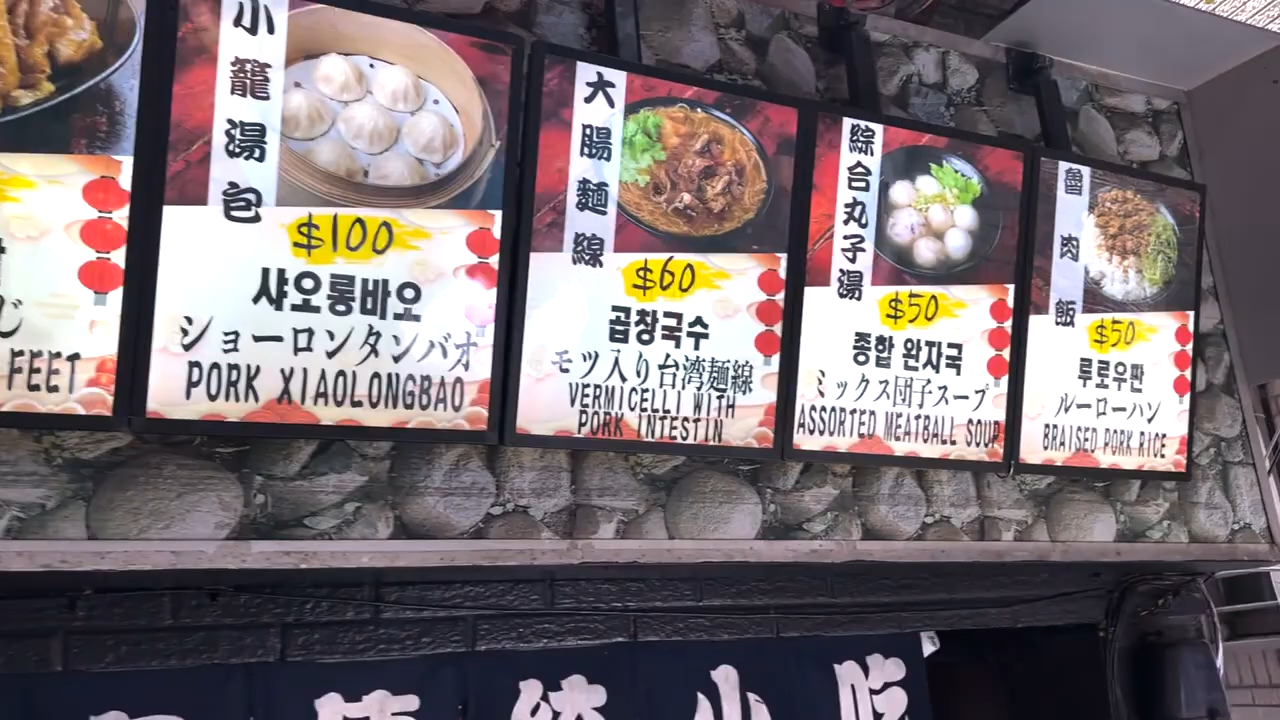 FEET
小籠湯包
$100
샤오롱바오
ショーロンタンバオ
PORK XIAOLONGBAO
大腸麵線
$60
곱창국수
モツ入り台湾麺線
VERMICELLI WITH
PORK INTESTIN
綜合丸子湯
$50
종합 완자국
ミックス団子スープ
ASSORTED MEATBALL SOUP
魯肉飯
$50
루로우판
ルーローハン
BRAISED PORK RICE
統小吃